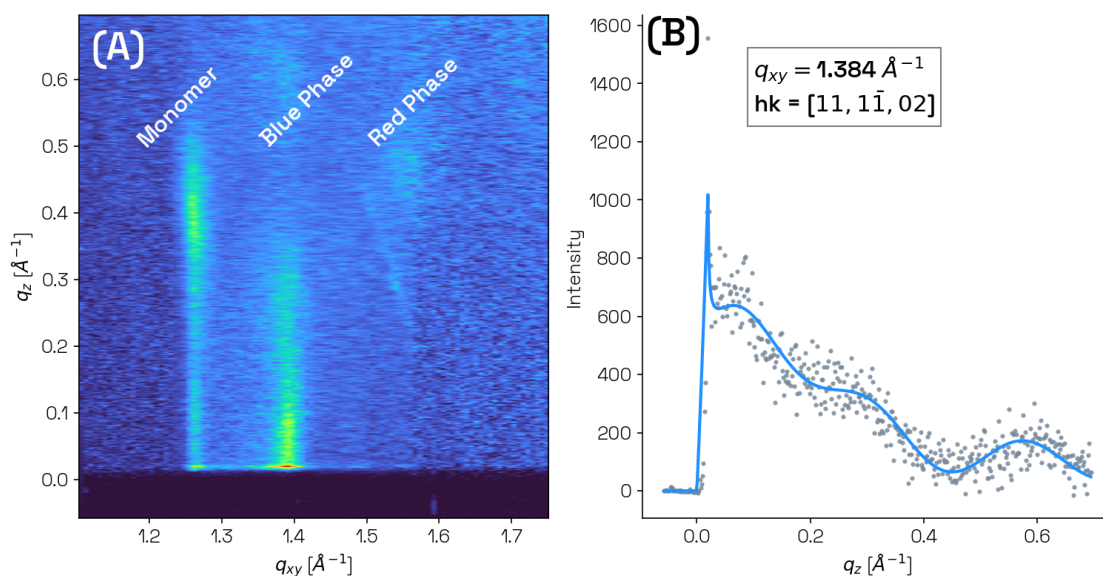 (A)
Monomer
Blue Phase
Red Phase
0.6
0.5
0.4
0.3
0.2
0.1
0.0
q_z [Å⁻¹]
1.2 1.3 1.4 1.5 1.6 1.7
q_xy [Å⁻¹]
(B)
q_xy = 1.384 Å⁻¹
hk = [11, 11̄, 02]
1600
1400
1200
1000
800
600
400
200
0
Intensity
0.0 0.2 0.4 0.6
q_z [Å⁻¹]